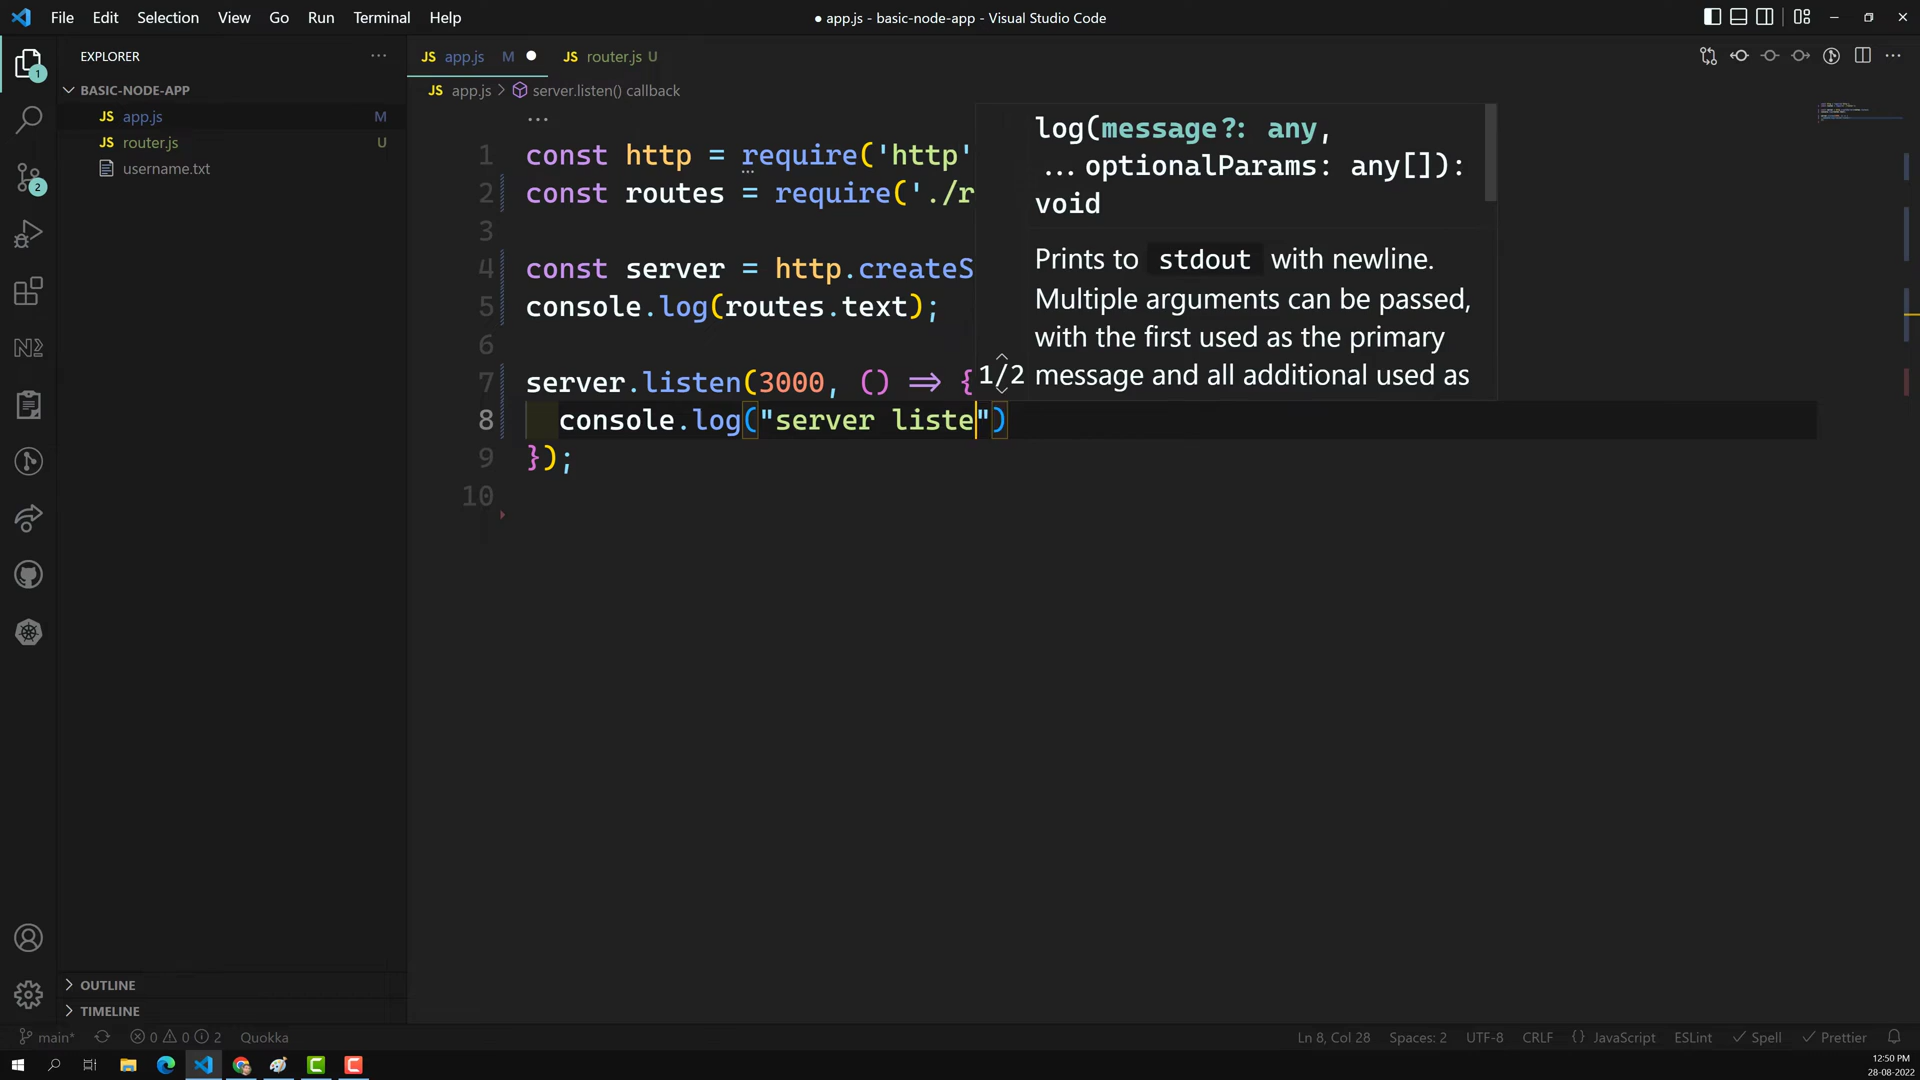 File Edit Selection View Go Run Terminal Help
● app.js - basic-node-app - Visual Studio Code
EXPLORER
BASIC-NODE-APP
JS app.js M
JS router.js U
username.txt
OUTLINE
TIMELINE
1
2
JS app.js M
JS router.js U
JS app.js > server.listen() callback
1 const http = require('http'
2 const routes = require('./r
3
4 const server = http.createS
5 console.log(routes.text);
6
7 server.listen(3000, () => {
8 console.log("server liste")
9 });
10
log(message?: any,
...optionalParams: any[]):
void
Prints to stdout with newline.
Multiple arguments can be passed,
with the first used as the primary
1/2 message and all additional used as
main* 0 0 2 Quokka
Ln 8, Col 28 Spaces: 2 UTF-8 CRLF {} JavaScript ESLint Spell Prettier
12:50 PM
28-08-2022